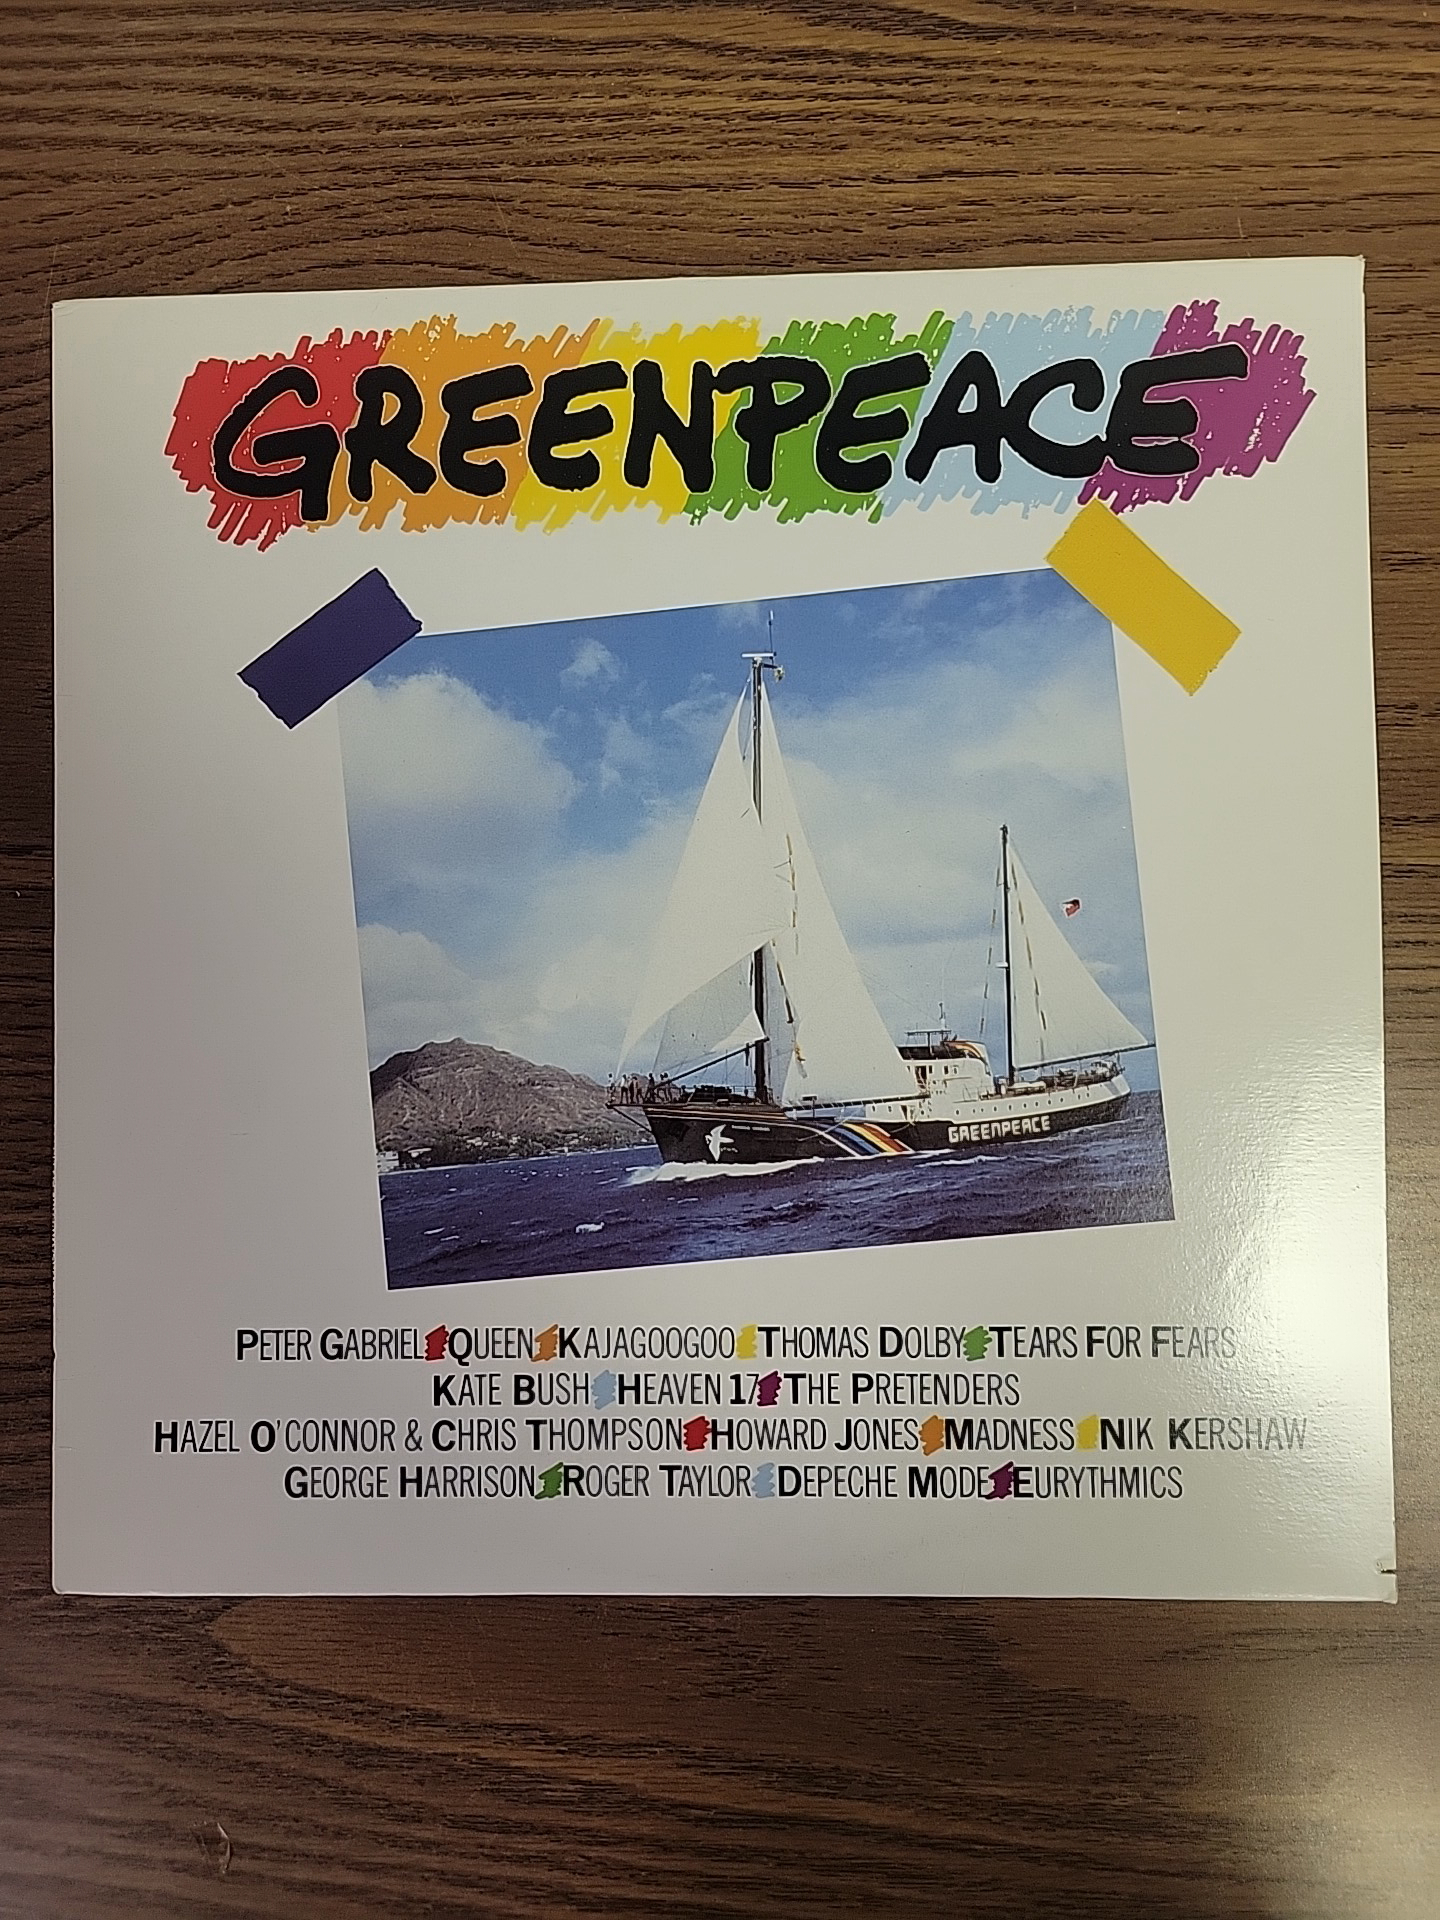 GREENPEACE
GREENPEACE
PETER GABRIEL QUEEN KAJAGOOGOO THOMAS DOLBY TEARS FOR FEARS
KATE BUSH HEAVEN 17 THE PRETENDERS
HAZEL O'CONNOR & CHRIS THOMPSON HOWARD JONES MADNESS NIK KERSHAW
GEORGE HARRISON ROGER TAYLOR DEPECHE MODE EURYTHMICS